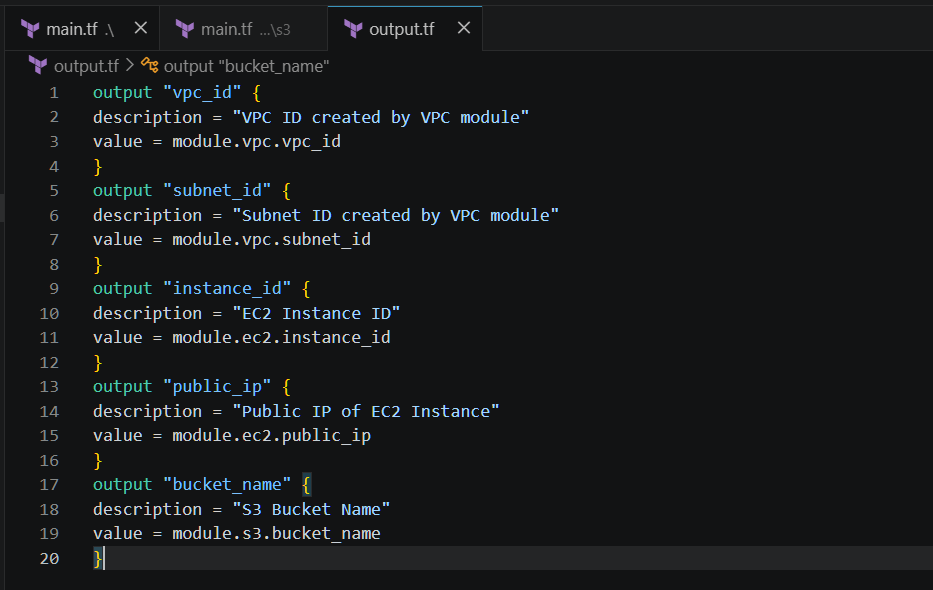 main.tf .\ main.tf ...\s3 output.tf
output.tf > output "bucket_name"
1 output "vpc_id" {
2 description = "VPC ID created by VPC module"
3 value = module.vpc.vpc_id
4 }
5 output "subnet_id" {
6 description = "Subnet ID created by VPC module"
7 value = module.vpc.subnet_id
8 }
9 output "instance_id" {
10 description = "EC2 Instance ID"
11 value = module.ec2.instance_id
12 }
13 output "public_ip" {
14 description = "Public IP of EC2 Instance"
15 value = module.ec2.public_ip
16 }
17 output "bucket_name" {
18 description = "S3 Bucket Name"
19 value = module.s3.bucket_name
20 }